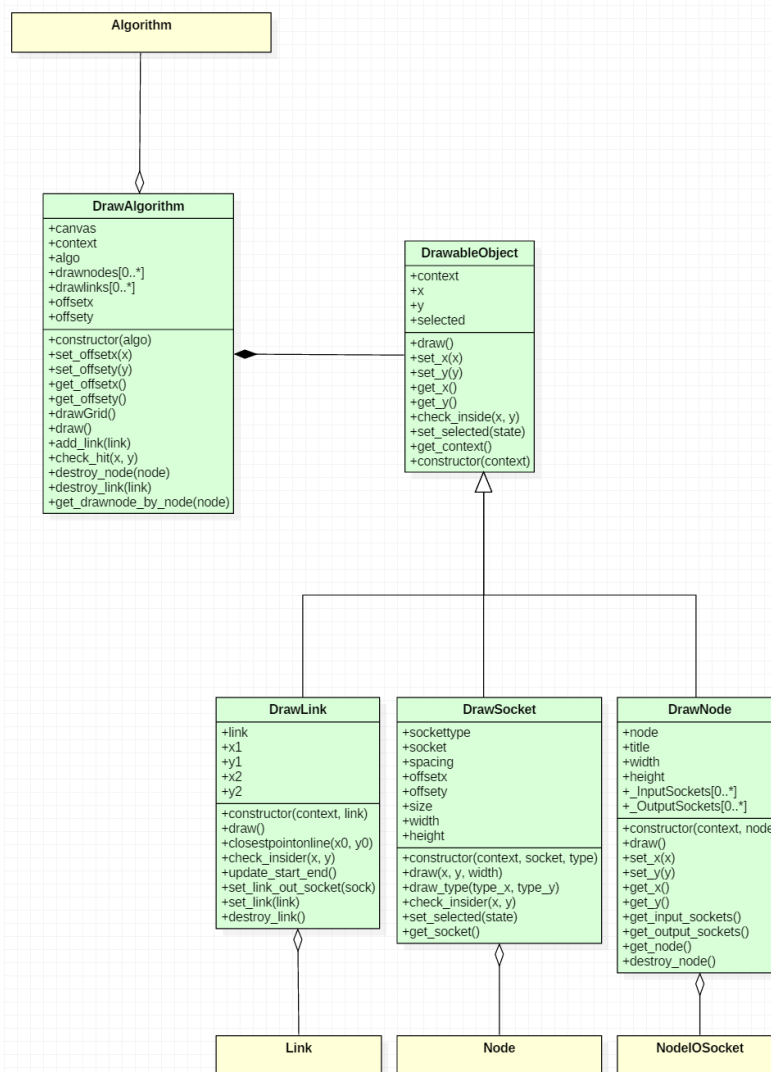 Algorithm
DrawAlgorithm
+canvas
+context
+algo
+drawnodes[0..*]
+drawlinks[0..*]
+offsetx
+offsety
+constructor(algo)
+set_offsetx(x)
+set_offsety(y)
+get_offsetx()
+get_offsety()
+drawGrid()
+draw()
+add_link(link)
+check_hit(x, y)
+destroy_node(node)
+destroy_link(link)
+get_drawnode_by_node(node)
DrawableObject
+context
+x
+y
+selected
+draw()
+set_x(x)
+set_y(y)
+get_x()
+get_y()
+check_inside(x, y)
+set_selected(state)
+get_context()
+constructor(context)
DrawLink
+link
+x1
+y1
+x2
+y2
+constructor(context, link)
+draw()
+closestpointonline(x0, y0)
+check_insider(x, y)
+update_start_end()
+set_link_out_socket(sock)
+set_link(link)
+destroy_link()
DrawSocket
+sockettype
+socket
+spacing
+offsetx
+offsety
+size
+width
+height
+constructor(context, socket, type)
+draw(x, y, width)
+draw_type(type_x, type_y)
+check_insider(x, y)
+set_selected(state)
+get_socket()
DrawNode
+node
+title
+width
+height
+_InputSockets[0..*]
+_OutputSockets[0..*]
+constructor(context, node
+draw()
+set_x(x)
+set_y(y)
+get_x()
+get_y()
+get_input_sockets()
+get_output_sockets()
+get_node()
+destroy_node()
Link
Node
NodeIOSocket